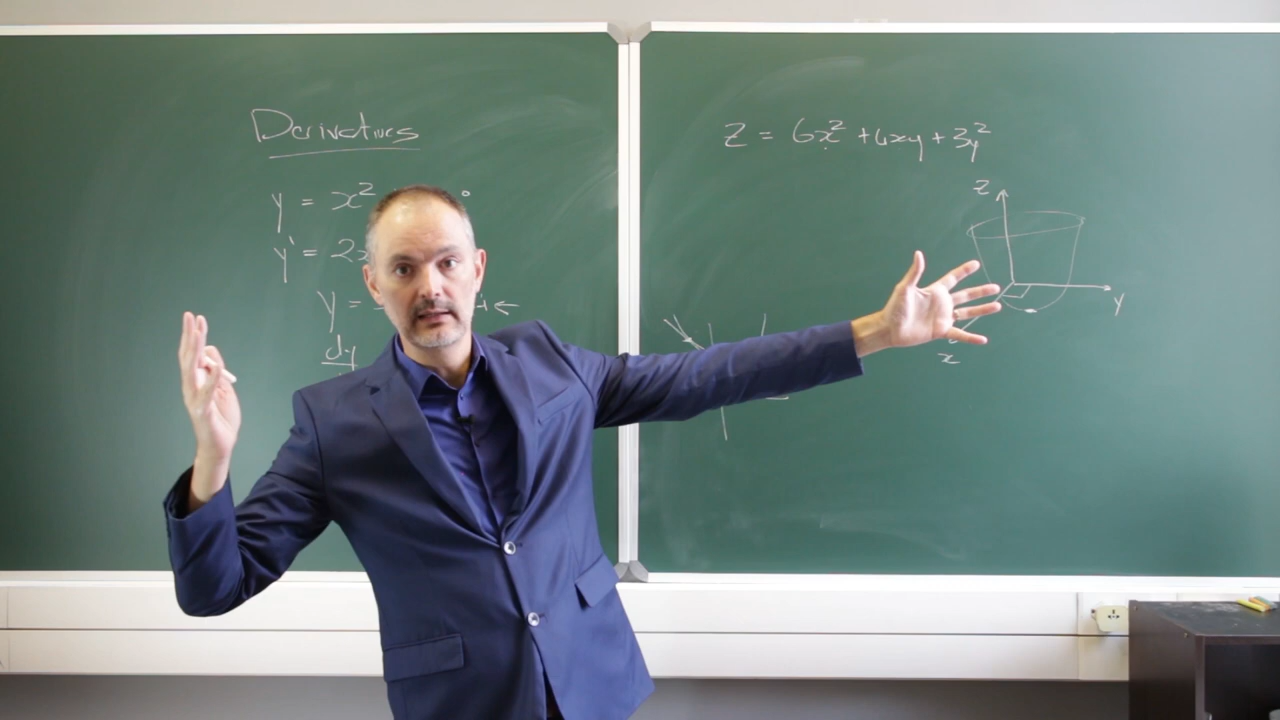 Derivatives
y = x²
y' = 2x
y =
dy
z = 6x² + 4xy + 3y²
z
y
x